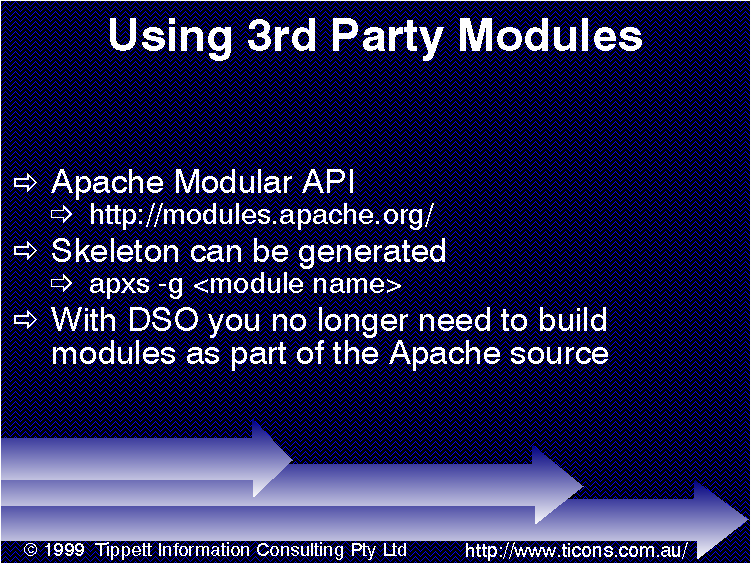 Using 3rd Party Modules
⇨ Apache Modular API
⇨ http://modules.apache.org/
⇨ Skeleton can be generated
⇨ apxs -g <module name>
⇨ With DSO you no longer need to build
modules as part of the Apache source
© 1999 Tippett Information Consulting Pty Ltd
http://www.ticons.com.au/